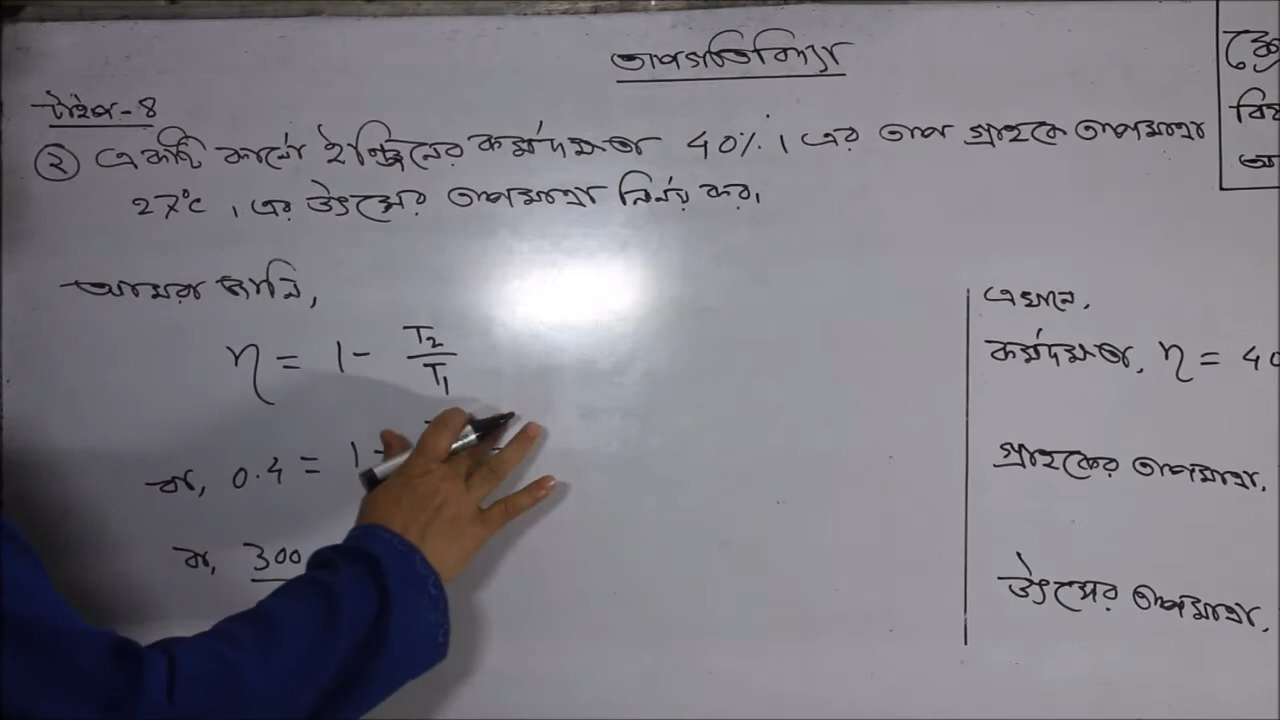 তাপগতিবিদ্যা
টাইপ-৪
২ একটি কার্নো ইঞ্জিনের কর্মদক্ষতা 40%। এর তাপ গ্রাহকে তাপমাত্রা
27°C । এর উৎসের তাপমাত্রা নির্ণয় কর।
আমরা জানি,
η = 1 - T₂/T₁
বা, 0.4 = 1 -
বা, 300
এখানে,
কর্মদক্ষতা, η = 40
গ্রাহকের তাপমাত্রা,
উৎসের তাপমাত্রা,
বি